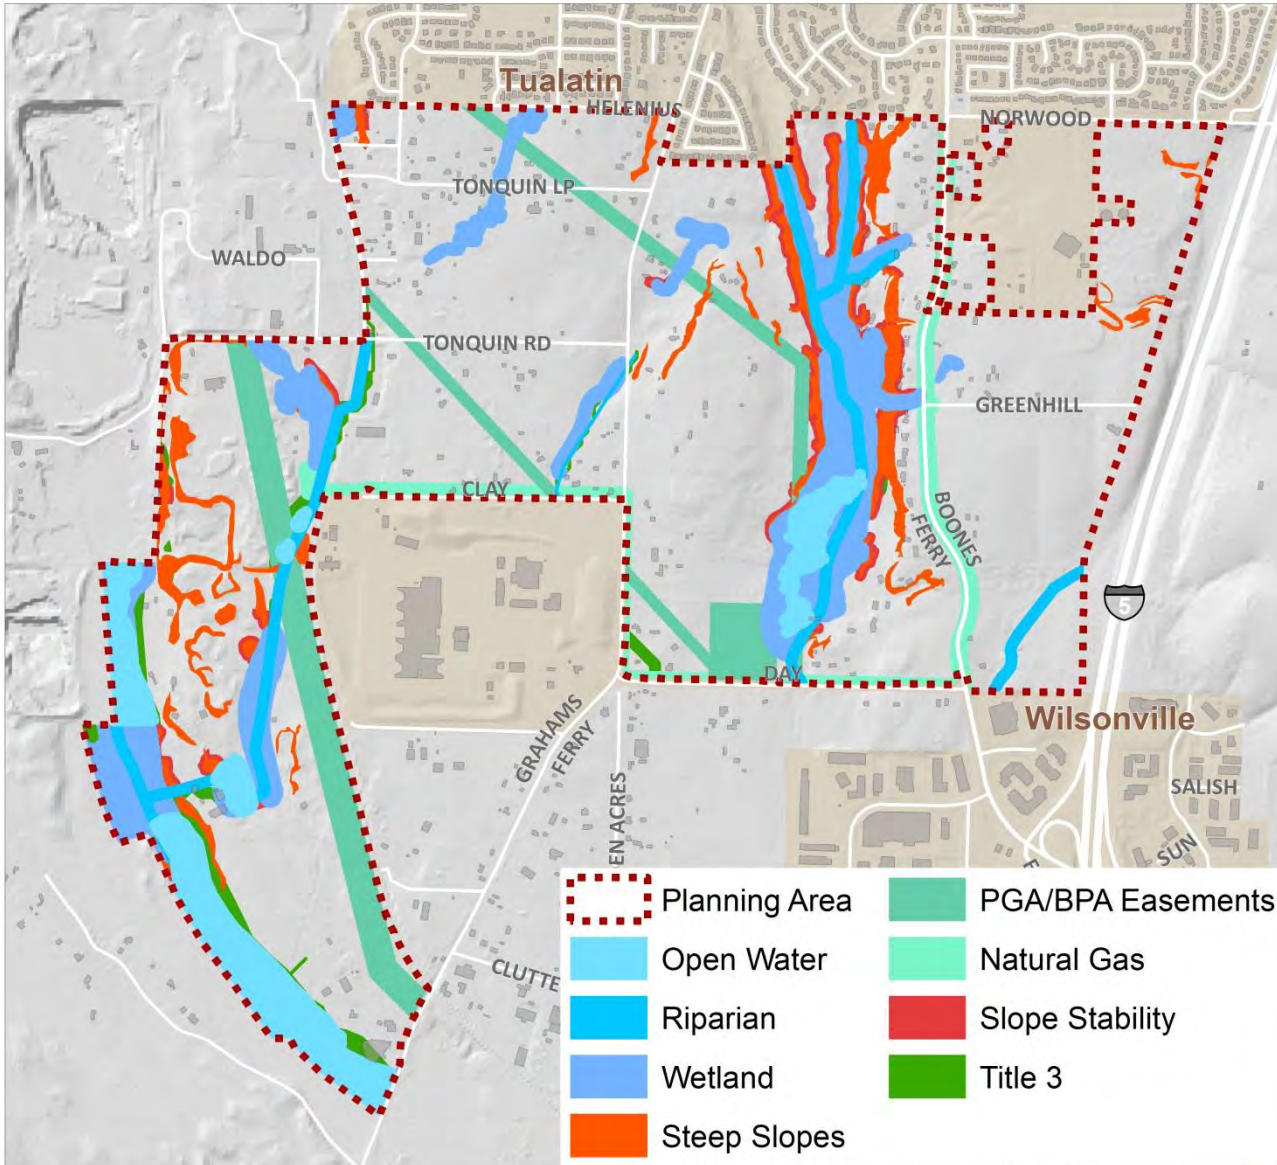 Tualatin
HELENIUS
NORWOOD
TONQUIN LP
WALDO
TONQUIN RD
GREENHILL
CLAY
BOONES
FERRY
5
DAY
Wilsonville
GRAHAMS
FERRY
EN ACRES
SALISH
SUN
CLUTTE
Planning Area
PGA/BPA Easements
Open Water
Natural Gas
Riparian
Slope Stability
Wetland
Title 3
Steep Slopes